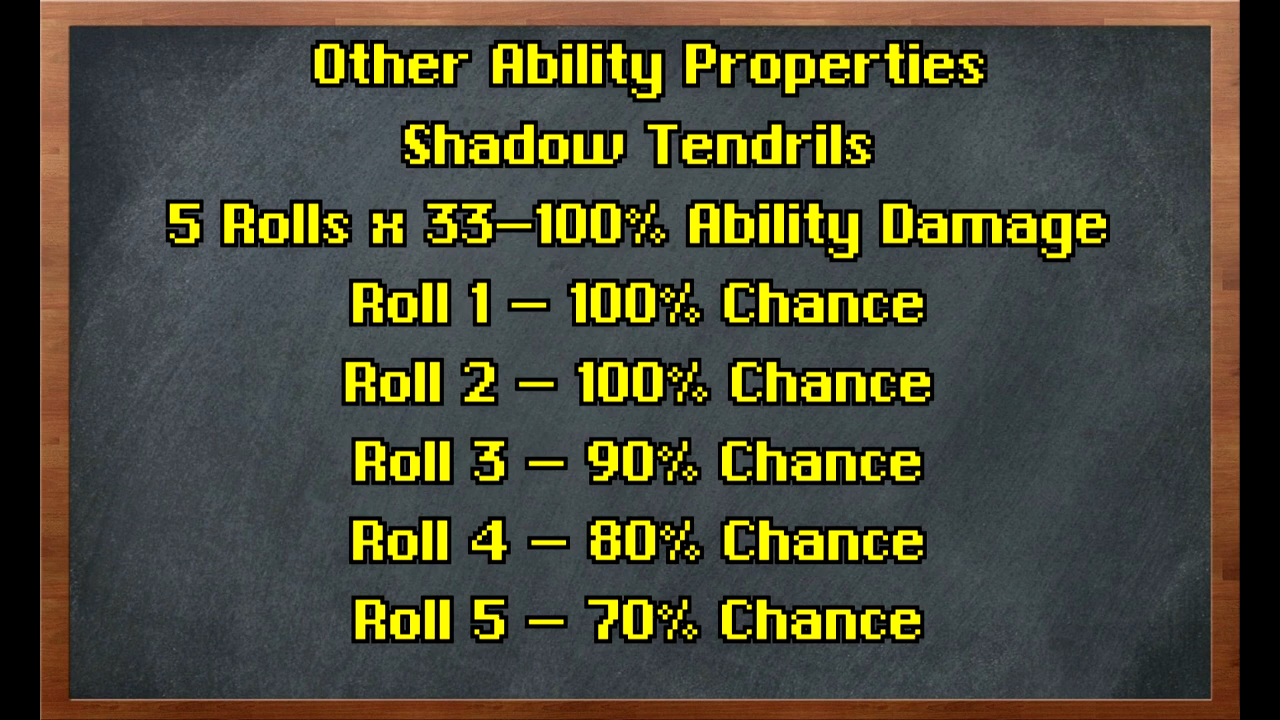 Other Ability Properties
Shadow Tendrils
5 Rolls x 33-100% Ability Damage
Roll 1 - 100% Chance
Roll 2 - 100% Chance
Roll 3 - 90% Chance
Roll 4 - 80% Chance
Roll 5 - 70% Chance